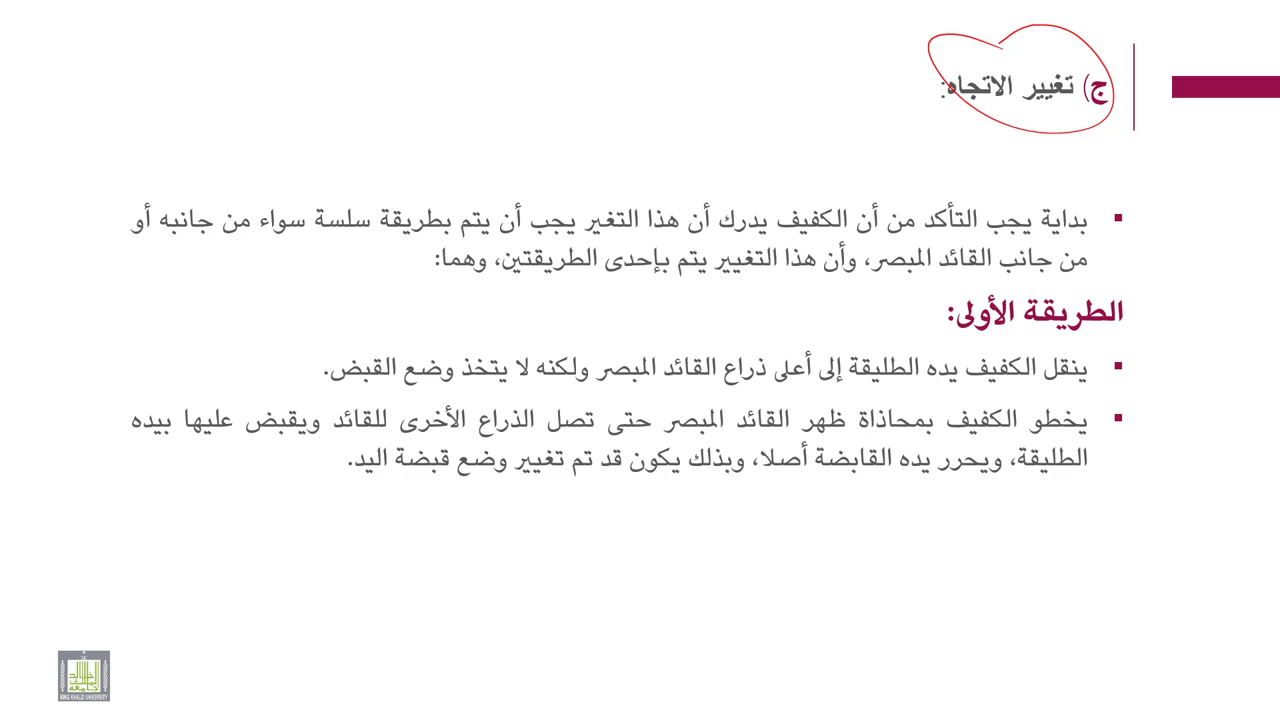 ج) تغيير الاتجاه:
بداية يجب التأكد من أن الكفيف يدرك أن هذا التغير يجب أن يتم بطريقة سلسة سواء من جانبه أو
من جانب القائد المبصر، وأن هذا التغيير يتم بإحدى الطريقتين، وهما:
الطريقة الأولى:
ينقل الكفيف يده الطليقة إلى أعلى ذراع القائد المبصر ولكنه لا يتخذ وضع القبض.
يخطو الكفيف بمحاذاة ظهر القائد المبصر حتى تصل الذراع الأخرى للقائد ويقبض عليها بيده
الطليقة، ويحرر يده القابضة أصلا، وبذلك يكون قد تم تغيير وضع قبضة اليد.
KING KHALID UNIVERSITY